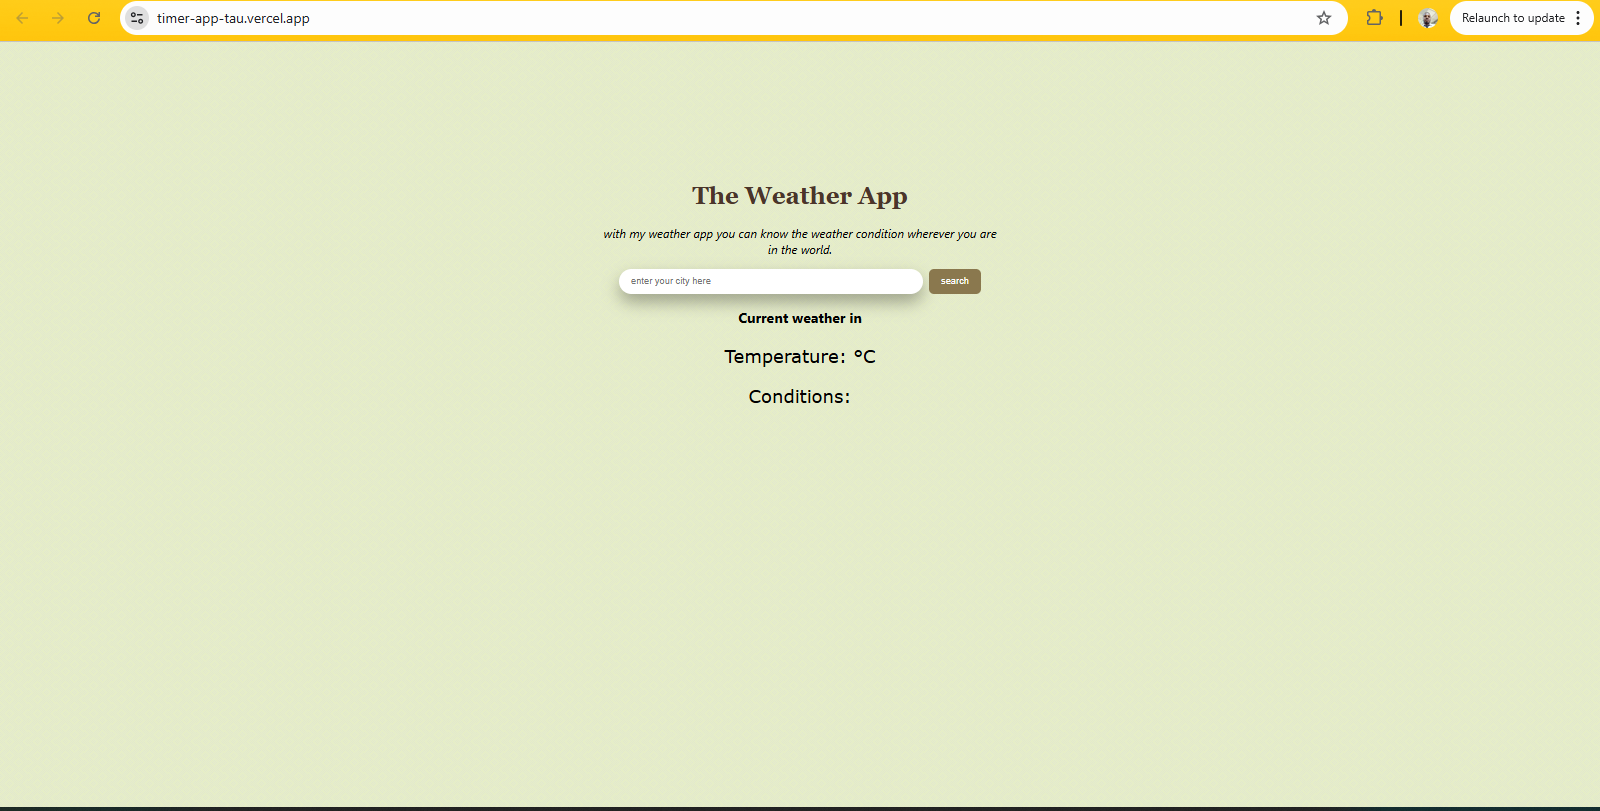 timer-app-tau.vercel.app
Relaunch to update
The Weather App
with my weather app you can know the weather condition wherever you are
in the world.
enter your city here
search
Current weather in
Temperature: °C
Conditions: